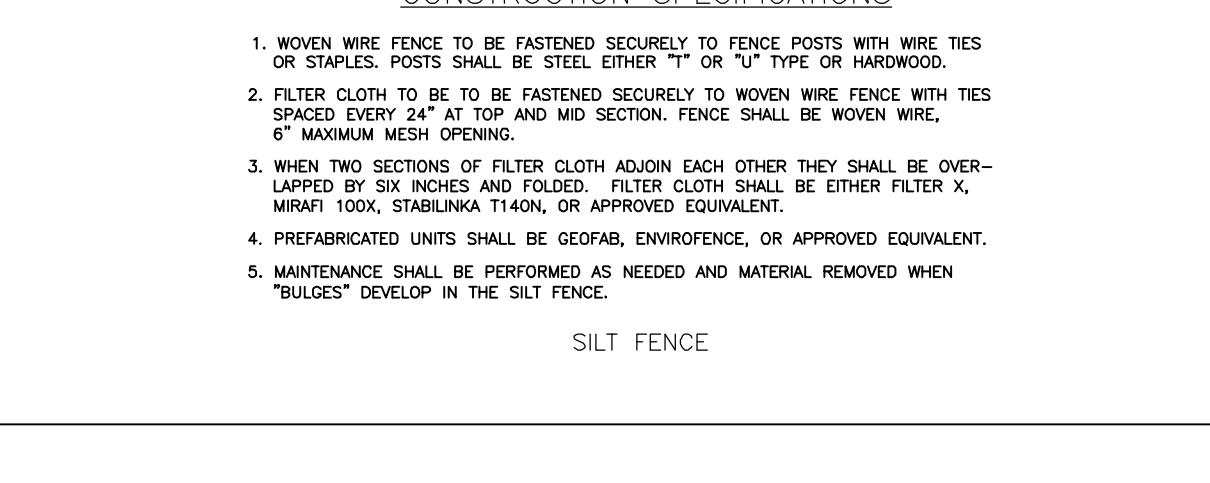 CONSTRUCTION SPECIFICATIONS
1. WOVEN WIRE FENCE TO BE FASTENED SECURELY TO FENCE POSTS WITH WIRE TIES
OR STAPLES. POSTS SHALL BE STEEL EITHER "T" OR "U" TYPE OR HARDWOOD.
2. FILTER CLOTH TO BE TO BE FASTENED SECURELY TO WOVEN WIRE FENCE WITH TIES
SPACED EVERY 24" AT TOP AND MID SECTION. FENCE SHALL BE WOVEN WIRE,
6" MAXIMUM MESH OPENING.
3. WHEN TWO SECTIONS OF FILTER CLOTH ADJOIN EACH OTHER THEY SHALL BE OVER-
LAPPED BY SIX INCHES AND FOLDED. FILTER CLOTH SHALL BE EITHER FILTER X,
MIRAFI 100X, STABILINKA T140N, OR APPROVED EQUIVALENT.
4. PREFABRICATED UNITS SHALL BE GEOFAB, ENVIROFENCE, OR APPROVED EQUIVALENT.
5. MAINTENANCE SHALL BE PERFORMED AS NEEDED AND MATERIAL REMOVED WHEN
"BULGES" DEVELOP IN THE SILT FENCE.
SILT FENCE